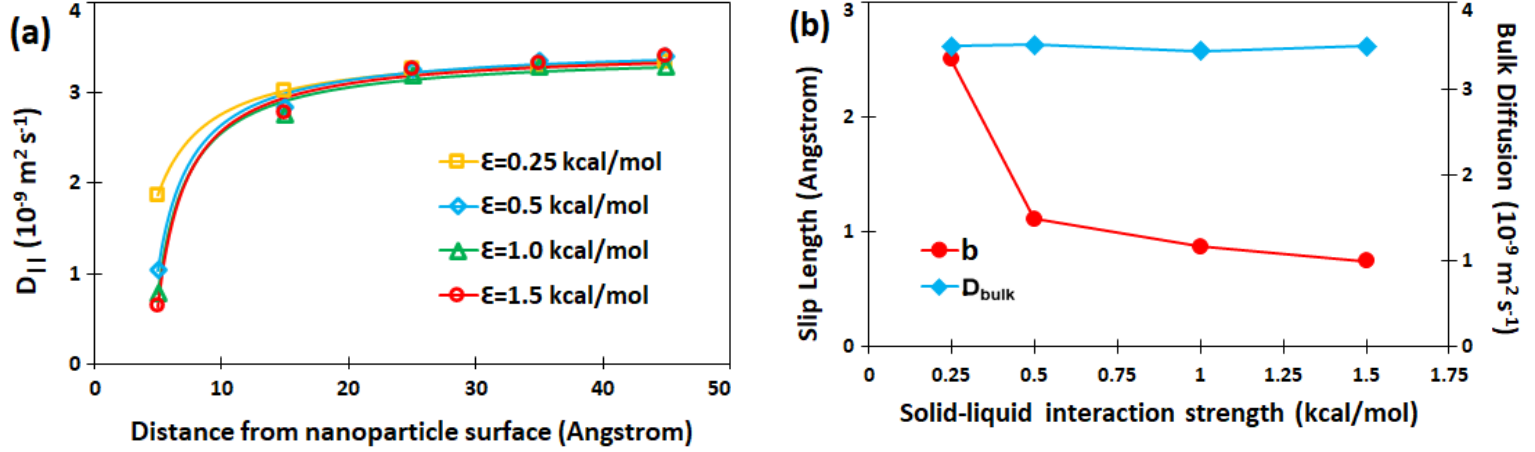 (a)
4
3
2
1
0
D|| (10-9 m2 s-1)
0 10 20 30 40 50
Distance from nanoparticle surface (Angstrom)
Ɛ=0.25 kcal/mol
Ɛ=0.5 kcal/mol
Ɛ=1.0 kcal/mol
Ɛ=1.5 kcal/mol
(b)
3
2
1
0
Slip Length (Angstrom)
b
Dbulk
4
3
2
1
0
Bulk Diffusion (10-9 m2 s-1)
0 0.25 0.5 0.75 1 1.25 1.5 1.75
Solid-liquid interaction strength (kcal/mol)